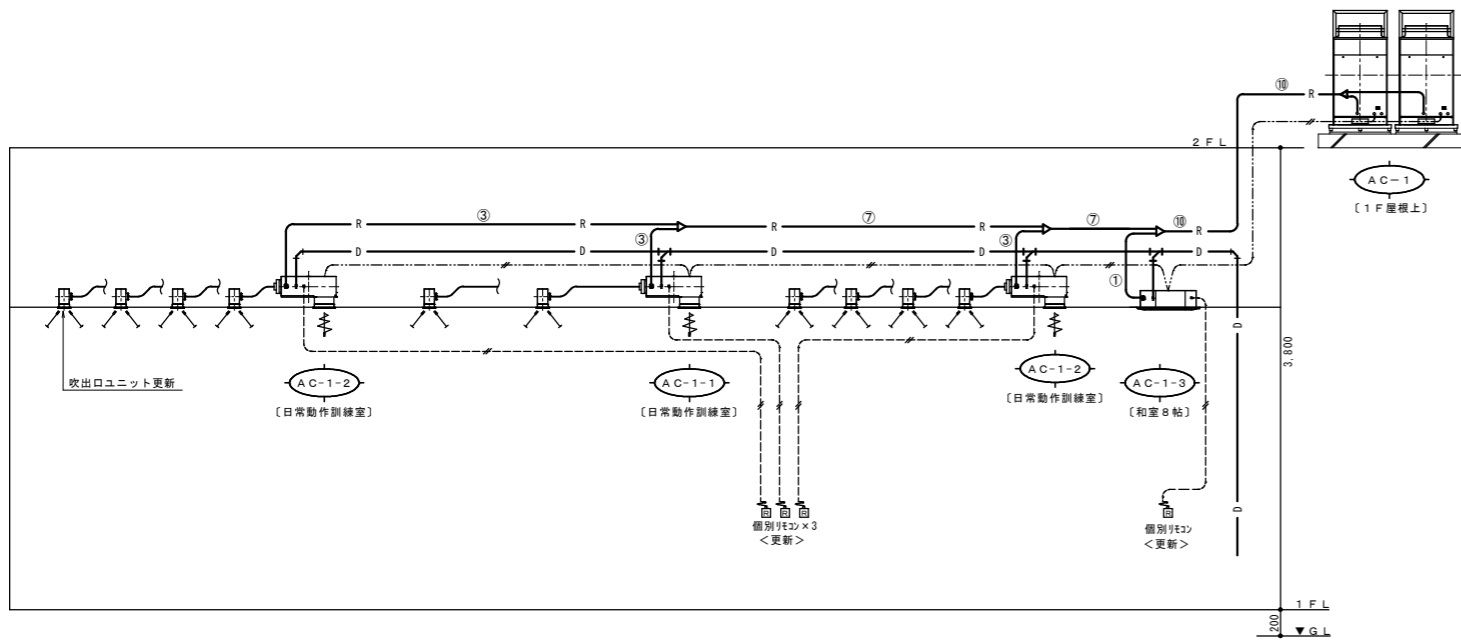 ⑩
R
2FL
AC-1
〔1F屋根上〕
③
⑦
⑦
⑩
R
R
R
R
R
③
③
D
D
D
D
D
①
D
3,800
吹出口ユニット更新
AC-1-2
〔日常動作訓練室〕
AC-1-1
〔日常動作訓練室〕
AC-1-2
〔日常動作訓練室〕
AC-1-3
〔和室8帖〕
R
R
R
R
D
個別リモコン×3
<更新>
個別リモコン
<更新>
1FL
200
▼GL